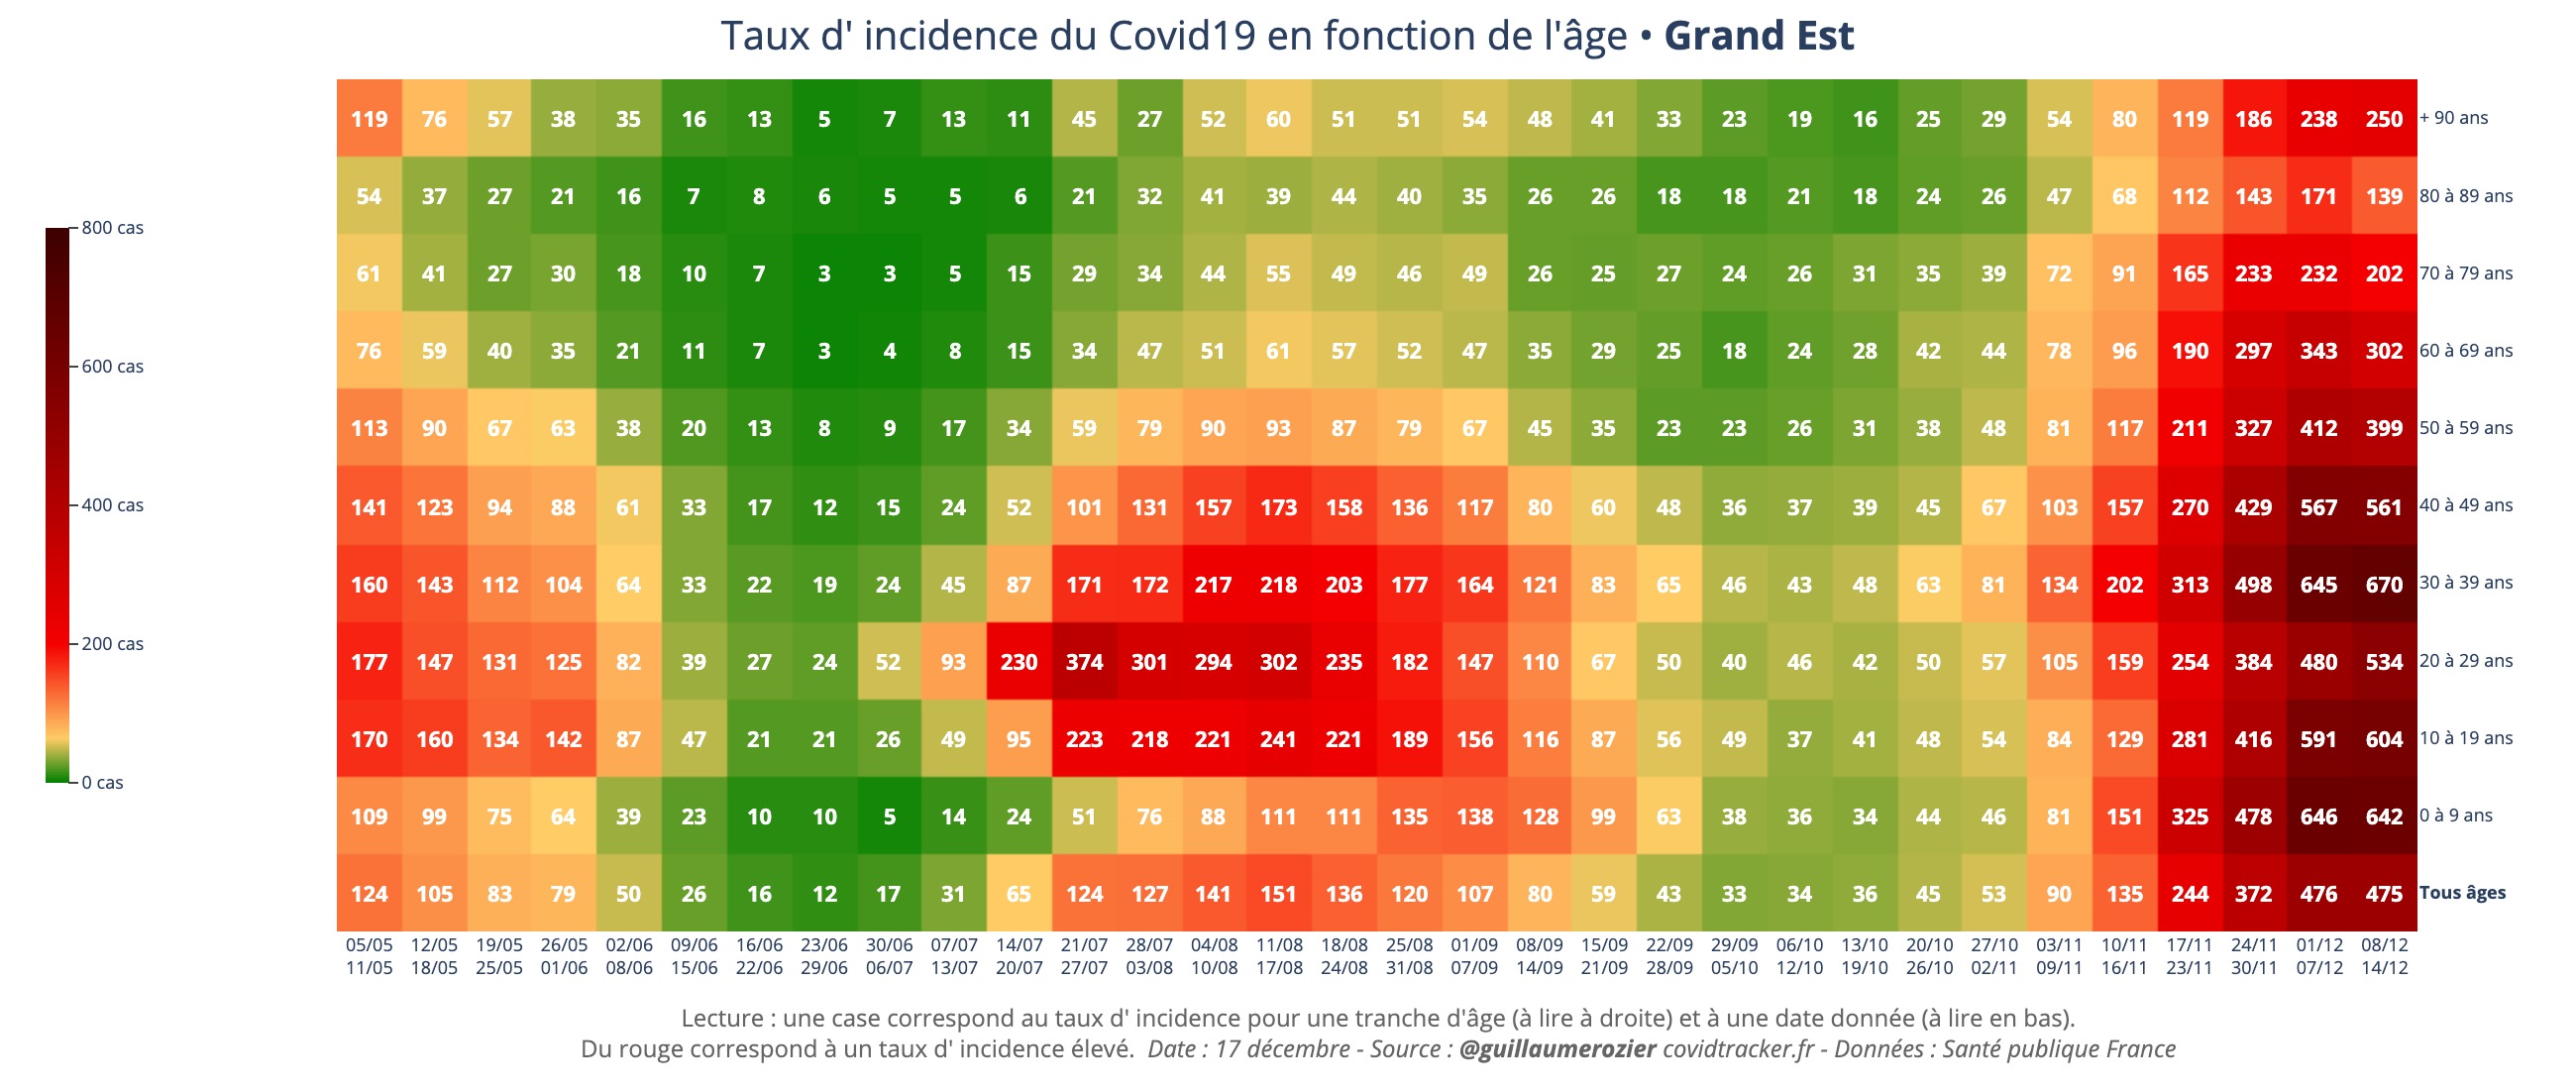 Taux d' incidence du Covid19 en fonction de l'âge • Grand Est
119 76 57 38 35 16 13 5 7 13 11 45 27 52 60 51 51 54 48 41 33 23 19 16 25 29 54 80 119 186 238 250 + 90 ans
54 37 27 21 16 7 8 6 5 5 6 21 32 41 39 44 40 35 26 26 18 18 21 18 24 26 47 68 112 143 171 139 80 à 89 ans
800 cas
61 41 27 30 18 10 7 3 3 5 15 29 34 44 55 49 46 49 26 25 27 24 26 31 35 39 72 91 165 233 232 202 70 à 79 ans
76 59 40 35 21 11 7 3 4 8 15 34 47 51 61 57 52 47 35 29 25 18 24 28 42 44 78 96 190 297 343 302 60 à 69 ans
600 cas
113 90 67 63 38 20 13 8 9 17 34 59 79 90 93 87 79 67 45 35 23 23 26 31 38 48 81 117 211 327 412 399 50 à 59 ans
400 cas
141 123 94 88 61 33 17 12 15 24 52 101 131 157 173 158 136 117 80 60 48 36 37 39 45 67 103 157 270 429 567 561 40 à 49 ans
160 143 112 104 64 33 22 19 24 45 87 171 172 217 218 203 177 164 121 83 65 46 43 48 63 81 134 202 313 498 645 670 30 à 39 ans
200 cas
177 147 131 125 82 39 27 24 52 93 230 374 301 294 302 235 182 147 110 67 50 40 46 42 50 57 105 159 254 384 480 534 20 à 29 ans
170 160 134 142 87 47 21 21 26 49 95 223 218 221 241 221 189 156 116 87 56 49 37 41 48 54 84 129 281 416 591 604 10 à 19 ans
0 cas
109 99 75 64 39 23 10 10 5 14 24 51 76 88 111 111 135 138 128 99 63 38 36 34 44 46 81 151 325 478 646 642 0 à 9 ans
124 105 83 79 50 26 16 12 17 31 65 124 127 141 151 136 120 107 80 59 43 33 34 36 45 53 90 135 244 372 476 475 Tous âges
05/05 12/05 19/05 26/05 02/06 09/06 16/06 23/06 30/06 07/07 14/07 21/07 28/07 04/08 11/08 18/08 25/08 01/09 08/09 15/09 22/09 29/09 06/10 13/10 20/10 27/10 03/11 10/11 17/11 24/11 01/12 08/12
11/05 18/05 25/05 01/06 08/06 15/06 22/06 29/06 06/07 13/07 20/07 27/07 03/08 10/08 17/08 24/08 31/08 07/09 14/09 21/09 28/09 05/10 12/10 19/10 26/10 02/11 09/11 16/11 23/11 30/11 07/12 14/12
Lecture : une case correspond au taux d' incidence pour une tranche d'âge (à lire à droite) et à une date donnée (à lire en bas).
Du rouge correspond à un taux d' incidence élevé. Date : 17 décembre - Source : @guillaumerozier covidtracker.fr - Données : Santé publique France